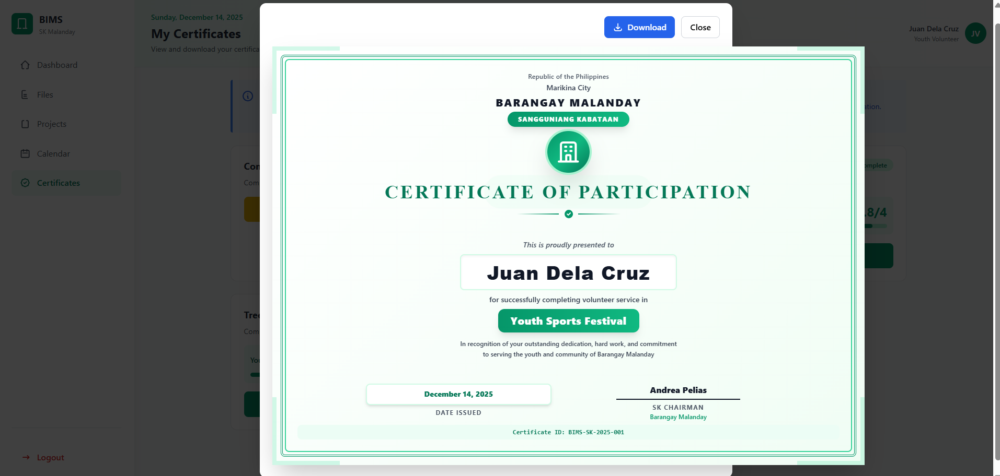 BIMS
SK Malanday
Dashboard
Files
Projects
Calendar
Certificates
Logout
Sunday, December 14, 2025
My Certificates
View and download your certifica
Juan Dela Cruz
Youth Volunteer
JV
Download
Close
Republic of the Philippines
Marikina City
BARANGAY MALANDAY
SANGGUNIANG KABATAAN
CERTIFICATE OF PARTICIPATION
This is proudly presented to
Juan Dela Cruz
for successfully completing volunteer service in
Youth Sports Festival
In recognition of your outstanding dedication, hard work, and commitment
to serving the youth and community of Barangay Malanday
December 14, 2025
DATE ISSUED
Andrea Pelias
SK CHAIRMAN
Barangay Malanday
Certificate ID: BIMS-SK-2025-001
ation.
Com
Com
omplete
.8/4
Tree
Com
You